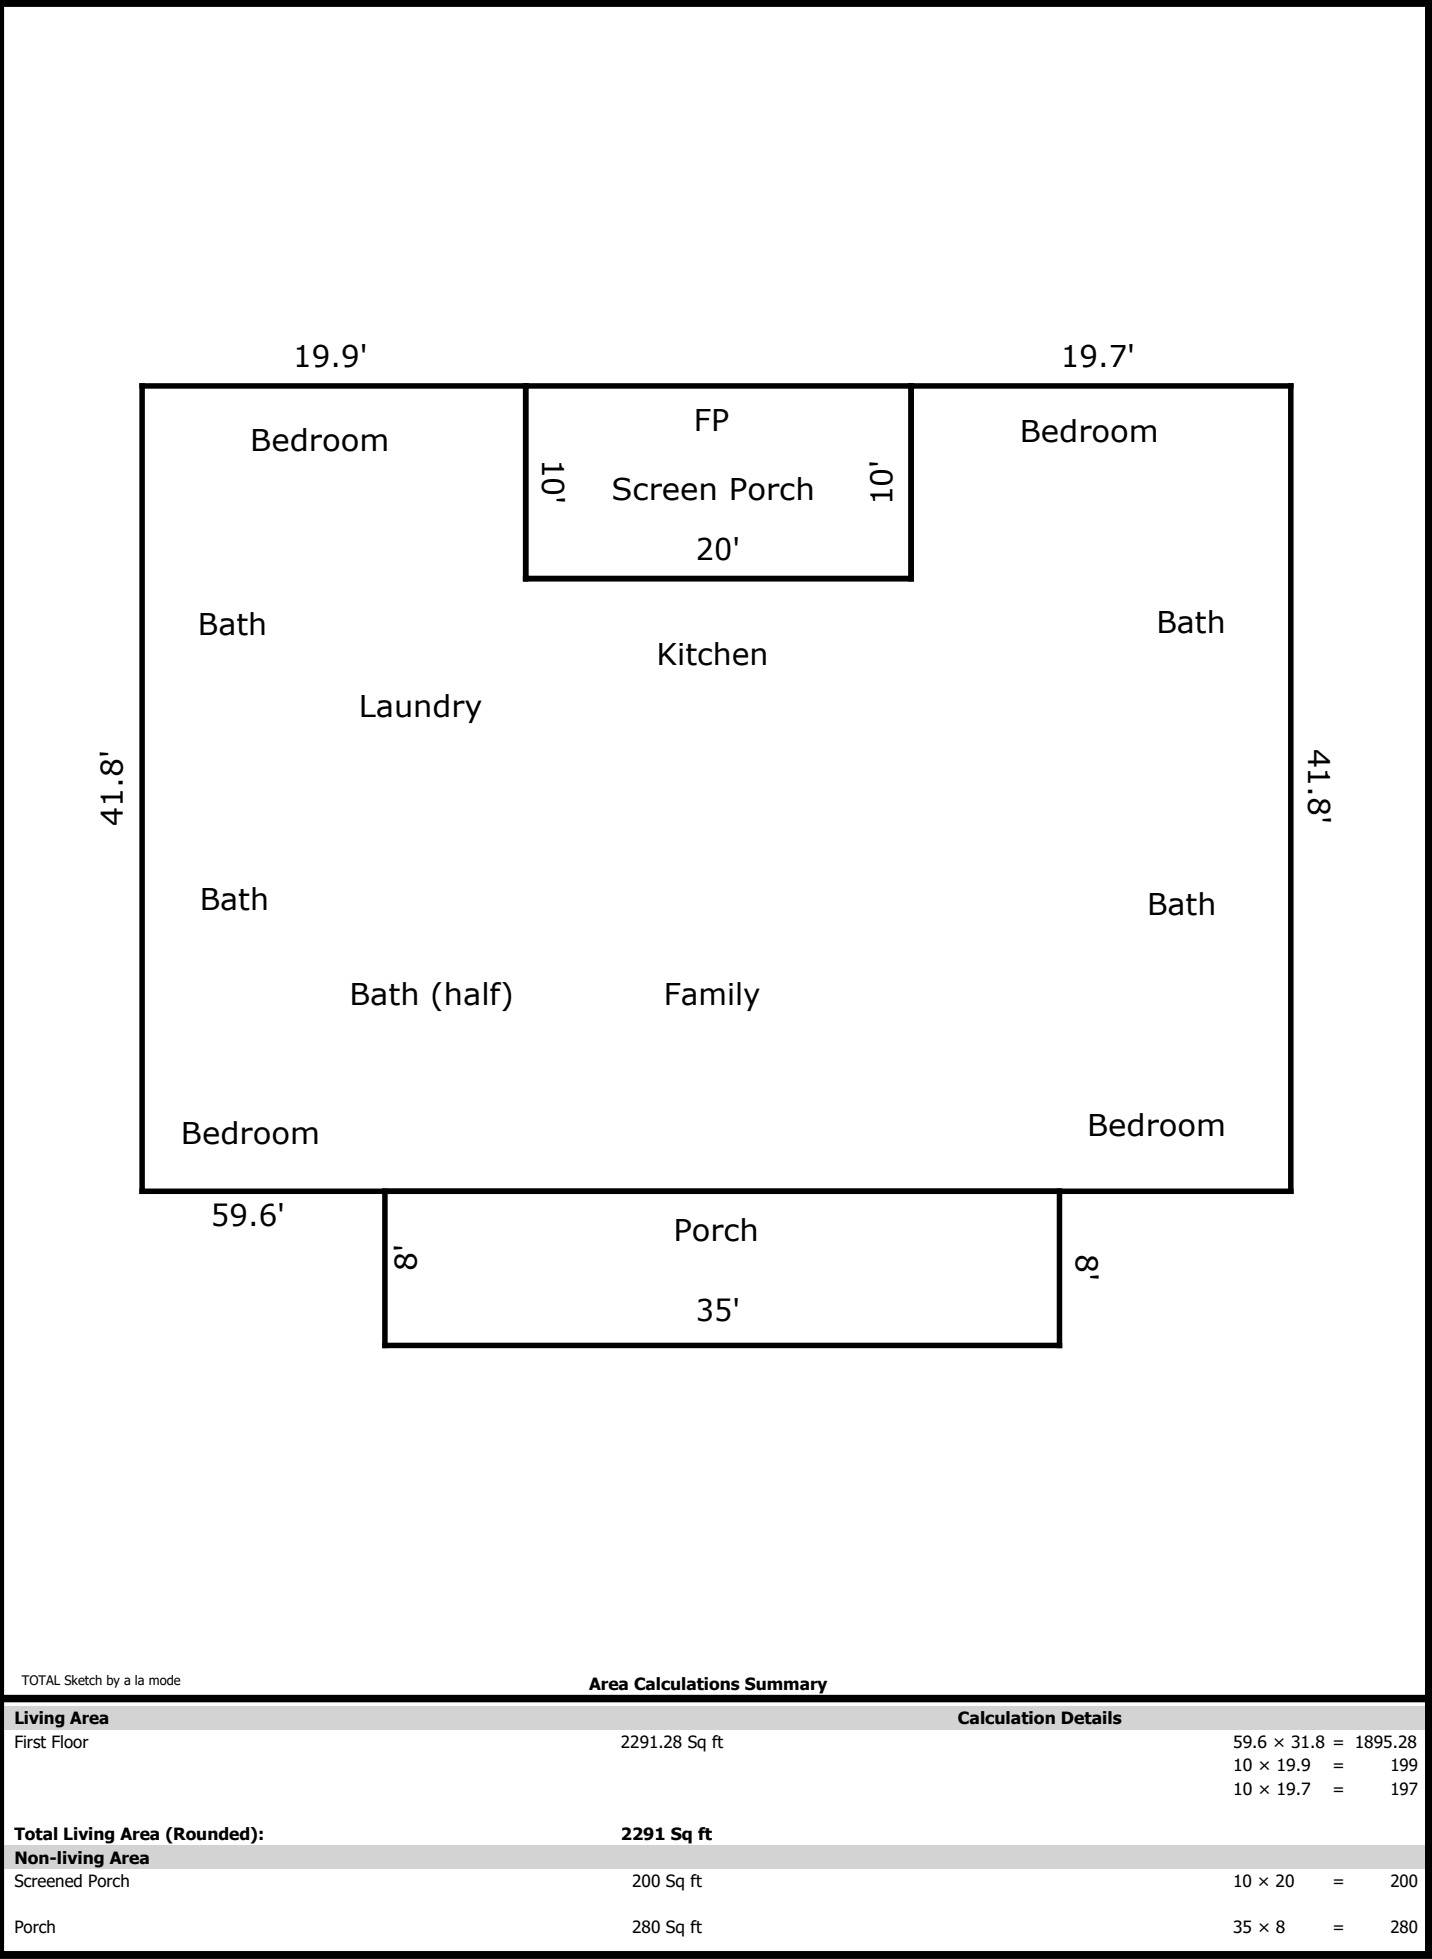 19.9' 19.7'
FP
Bedroom Bedroom
10' Screen Porch 10'
20'
Bath Bath
Kitchen
Laundry
41.8' 41.8'
Bath Bath
Bath (half) Family
Bedroom Bedroom
59.6' Porch
8' 8'
35'
TOTAL Sketch by a la mode Area Calculations Summary
Living Area Calculation Details
First Floor 2291.28 Sq ft 59.6 × 31.8 = 1895.28
10 × 19.9 = 199
10 × 19.7 = 197
Total Living Area (Rounded): 2291 Sq ft
Non-living Area
Screened Porch 200 Sq ft 10 × 20 = 200
Porch 280 Sq ft 35 × 8 = 280